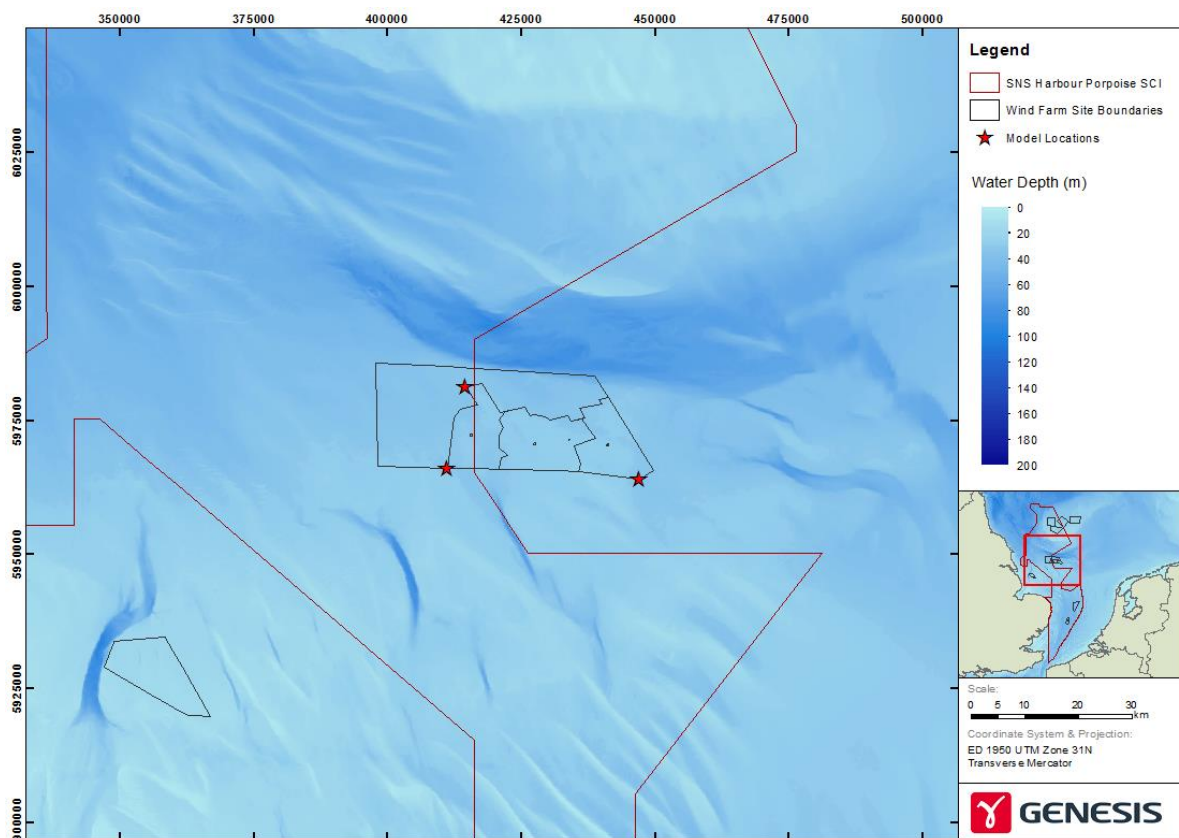 350000 375000 400000 425000 450000 475000 500000
6025000
6000000
5975000
5950000
5925000
Legend
SNS Harbour Porpoise SCI
Wind Farm Site Boundaries
Model Locations
Water Depth (m)
0
20
40
60
80
100
120
140
160
180
200
Scale:
0 5 10 20 30
km
Coordinate System & Projection:
ED 1950 UTM Zone 31N
Transverse Mercator
GENESIS